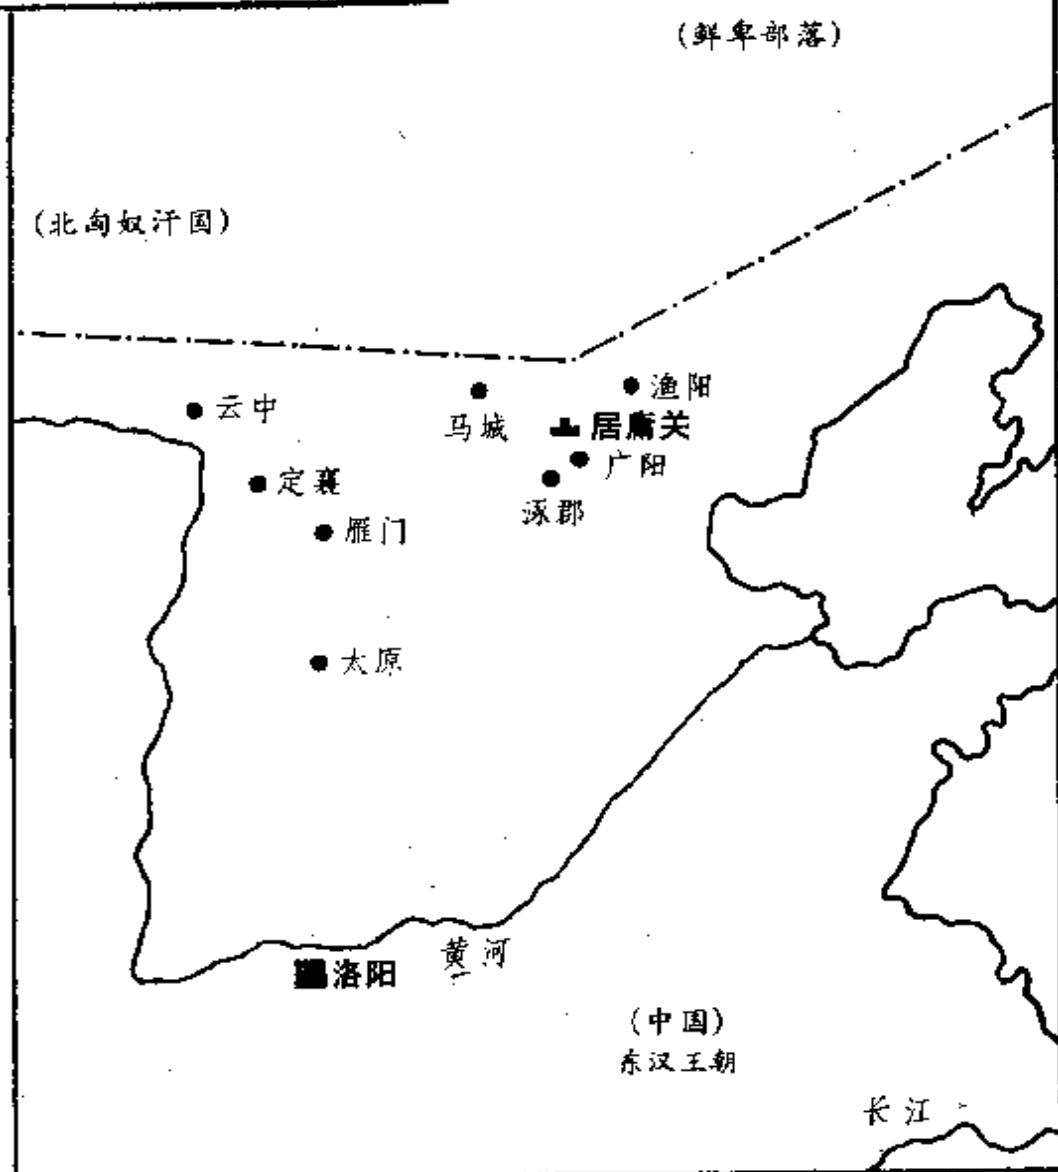 (鲜卑部落)
(北匈奴汗国)
渔阳
云中
马城
居庸关
广阳
定襄
涿郡
雁门
太原
黄河
洛阳
(中国)
东汉王朝
长江